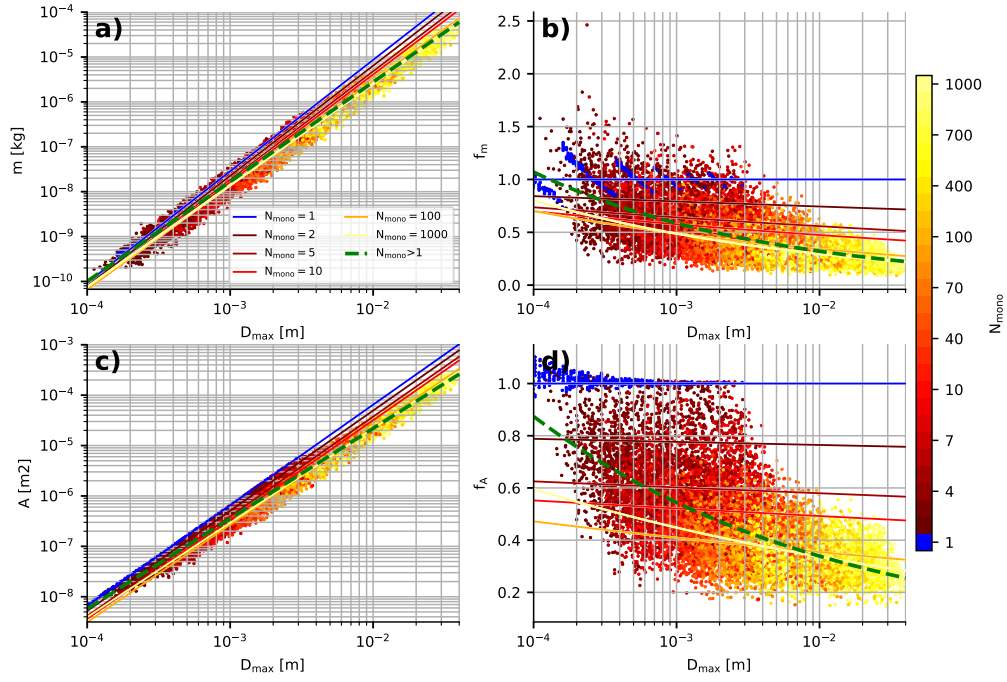 a)
10⁻⁴
10⁻⁵
10⁻⁶
10⁻⁷
10⁻⁸
10⁻⁹
10⁻¹⁰
m [kg]
N_mono = 1
N_mono = 2
N_mono = 5
N_mono = 10
N_mono = 100
N_mono = 1000
N_mono>1
10⁻⁴ 10⁻³ 10⁻²
D_max [m]
b)
2.5
2.0
1.5
1.0
0.5
0.0
f_m
10⁻⁴ 10⁻³ 10⁻²
D_max [m]
c)
10⁻³
10⁻⁴
10⁻⁵
10⁻⁶
10⁻⁷
10⁻⁸
A [m2]
10⁻⁴ 10⁻³ 10⁻²
D_max [m]
d)
1.0
0.8
0.6
0.4
0.2
f_A
10⁻⁴ 10⁻³ 10⁻²
D_max [m]
1000
700
400
100
70
40
10
7
4
1
N_mono